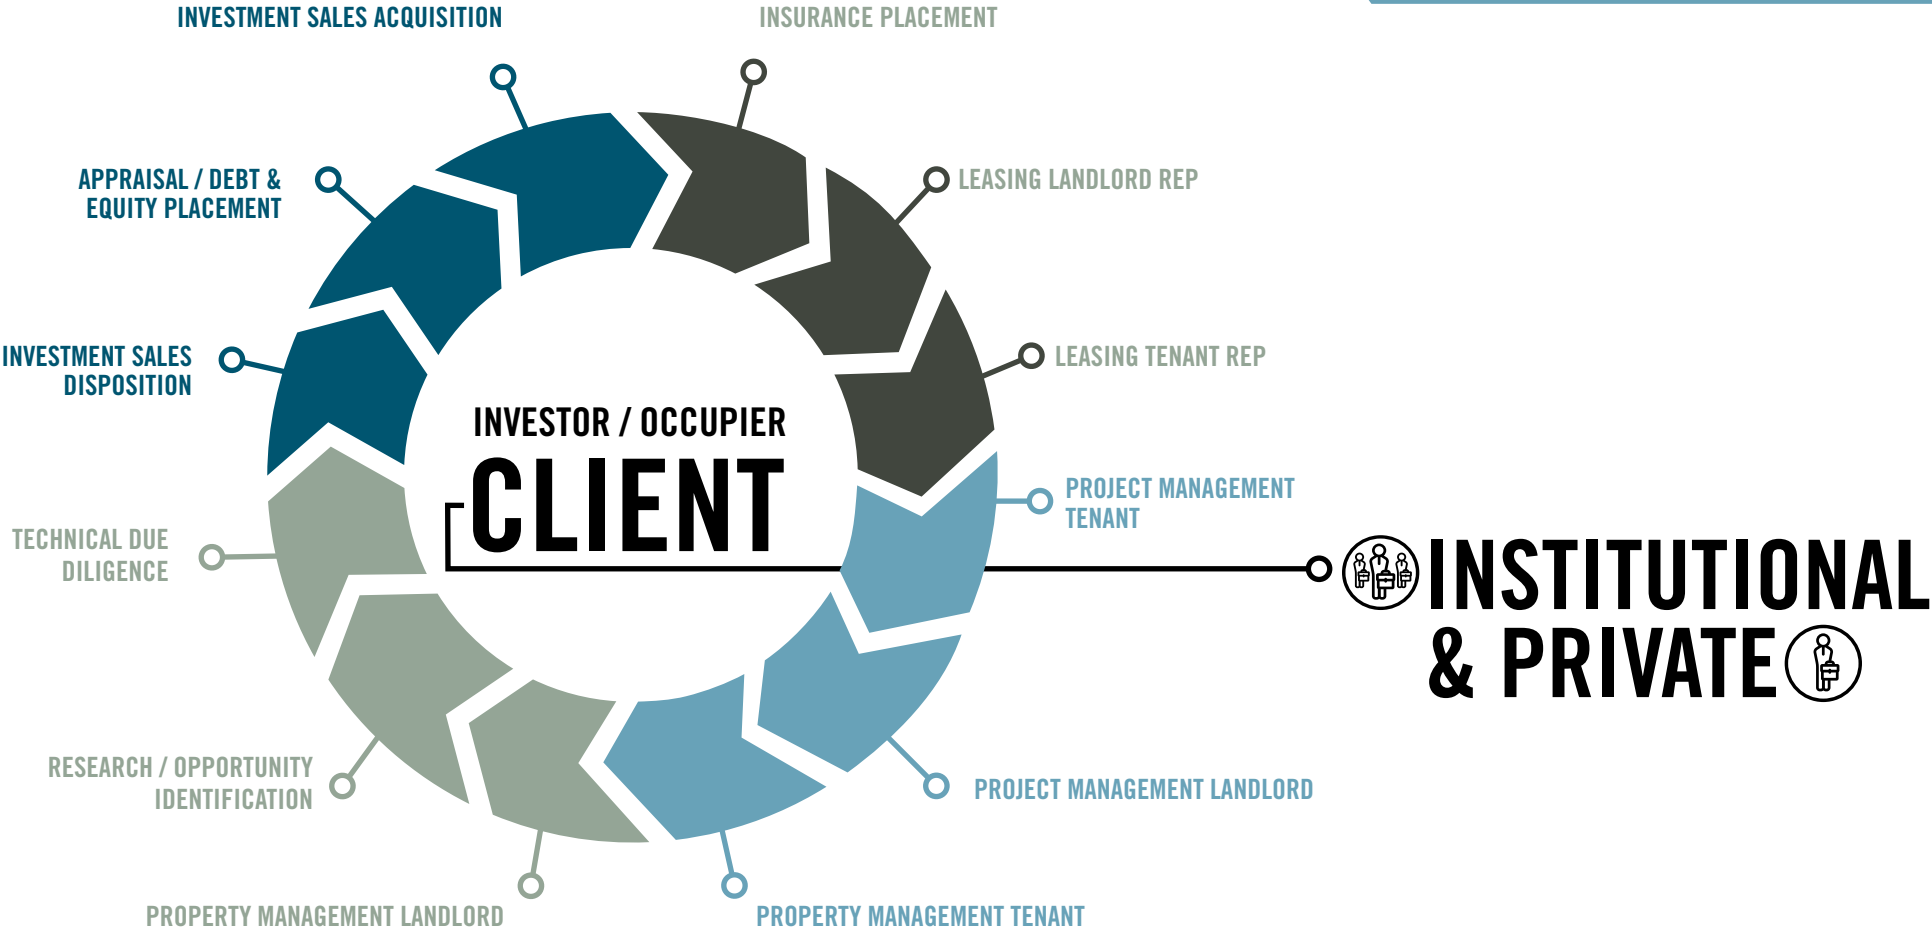 INVESTMENT SALES ACQUISITION
INSURANCE PLACEMENT
APPRAISAL / DEBT &
EQUITY PLACEMENT
LEASING LANDLORD REP
INVESTMENT SALES
DISPOSITION
LEASING TENANT REP
INVESTOR / OCCUPIER
CLIENT
PROJECT MANAGEMENT
TENANT
TECHNICAL DUE
DILIGENCE
INSTITUTIONAL
& PRIVATE
RESEARCH / OPPORTUNITY
IDENTIFICATION
PROJECT MANAGEMENT LANDLORD
PROPERTY MANAGEMENT LANDLORD
PROPERTY MANAGEMENT TENANT